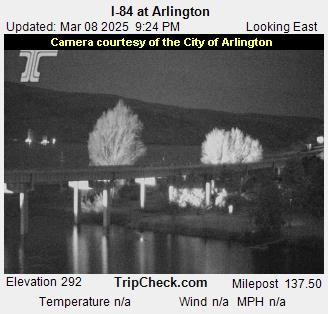 I-84 at Arlington
Updated: Mar 08 2025 9:24 PM Looking East
Camera courtesy of the City of Arlington
Elevation 292 TripCheck.com Milepost 137.50
Temperature n/a Wind n/a MPH n/a